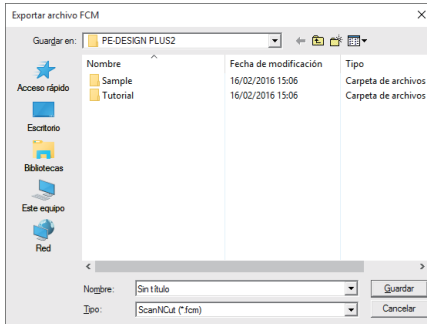 Exportar archivo FCM
Guardar en: PE-DESIGN PLUS2
Nombre Fecha de modificación Tipo
Sample 16/02/2016 15:06 Carpeta de archivos
Tutorial 16/02/2016 15:06 Carpeta de archivos
Acceso rápido
Escritorio
Bibliotecas
Este equipo
Red
Nombre: Sin título Guardar
Tipo: ScanNCut (*.fcm) Cancelar